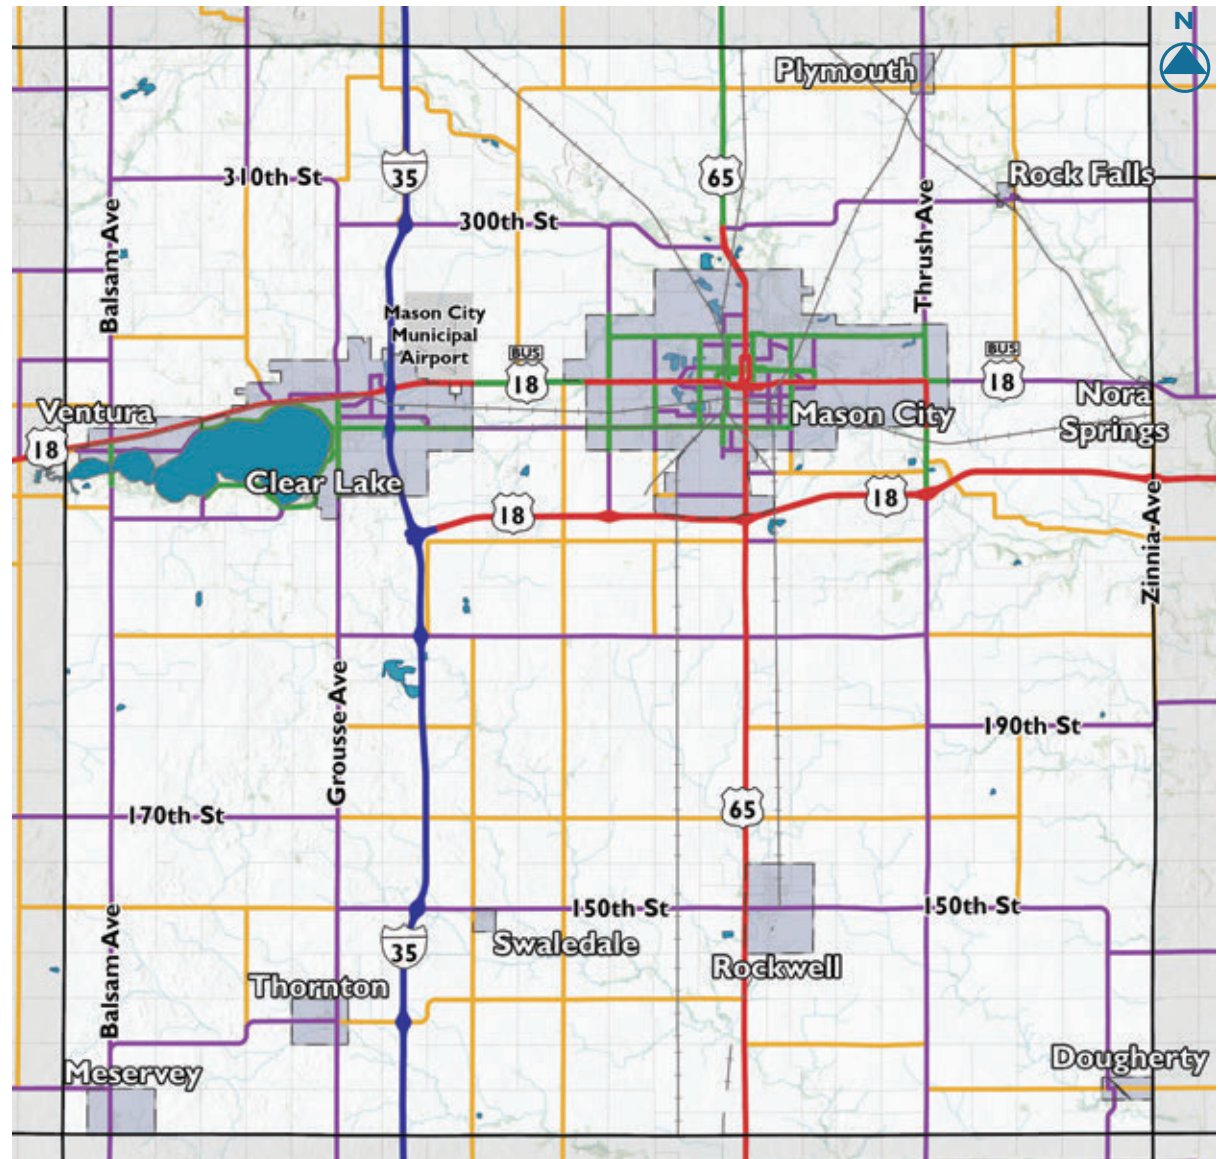 N
Plymouth
35
65
310th St
Rock Falls
Balsam Ave
300th St
Thrush Ave
Mason City
Municipal
Airport
BUS
18
BUS
18
Nora
Springs
Ventura
18
Mason City
Clear Lake
18
18
Zinnia Ave
Grousse Ave
190th St
65
170th St
150th St
150th St
Balsam Ave
35
Swaledale
Rockwell
Thornton
Meservey
Dougherty